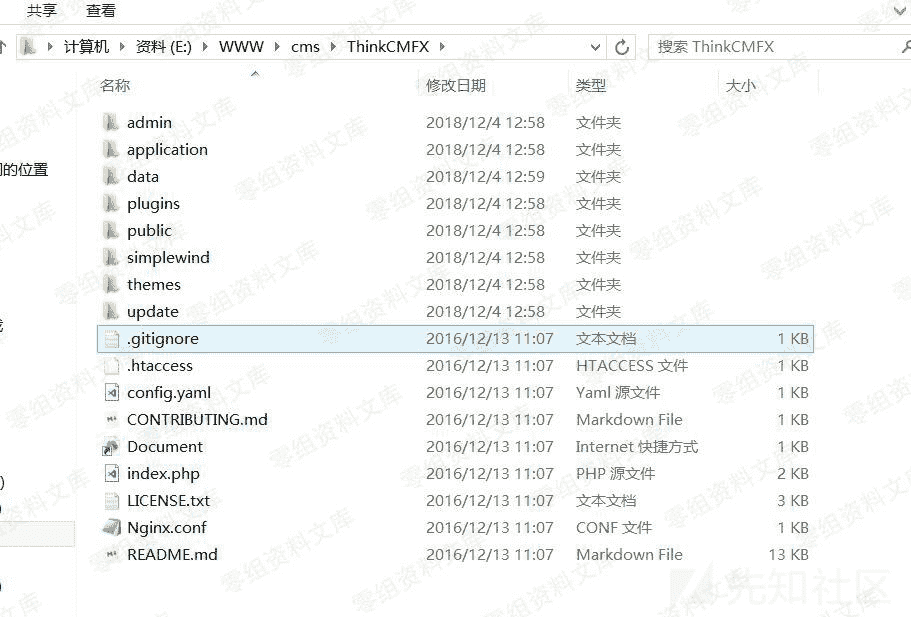 共享 查看
计算机 资料 (E:) WWW cms ThinkCMFX 搜索 ThinkCMFX
名称 修改日期 类型 大小
admin 2018/12/4 12:58 文件夹
application 2018/12/4 12:58 文件夹
的位置
data 2018/12/4 12:59 文件夹
plugins 2018/12/4 12:58 文件夹
public 2018/12/4 12:58 文件夹
simplewind 2018/12/4 12:58 文件夹
themes 2018/12/4 12:58 文件夹
update 2018/12/4 12:58 文件夹
.gitignore 2016/12/13 11:07 文本文档 1 KB
.htaccess 2016/12/13 11:07 HTACCESS 文件 1 KB
config.yaml 2016/12/13 11:07 Yaml 源文件 1 KB
CONTRIBUTING.md 2016/12/13 11:07 Markdown File 1 KB
Document 2016/12/13 11:07 Internet 快捷方式 1 KB
index.php 2016/12/13 11:07 PHP 源文件 2 KB
LICENSE.txt 2016/12/13 11:07 文本文档 3 KB
Nginx.conf 2016/12/13 11:07 CONF 文件 1 KB
README.md 2016/12/13 11:07 Markdown File 13 KB
零组资料文库
先知社区